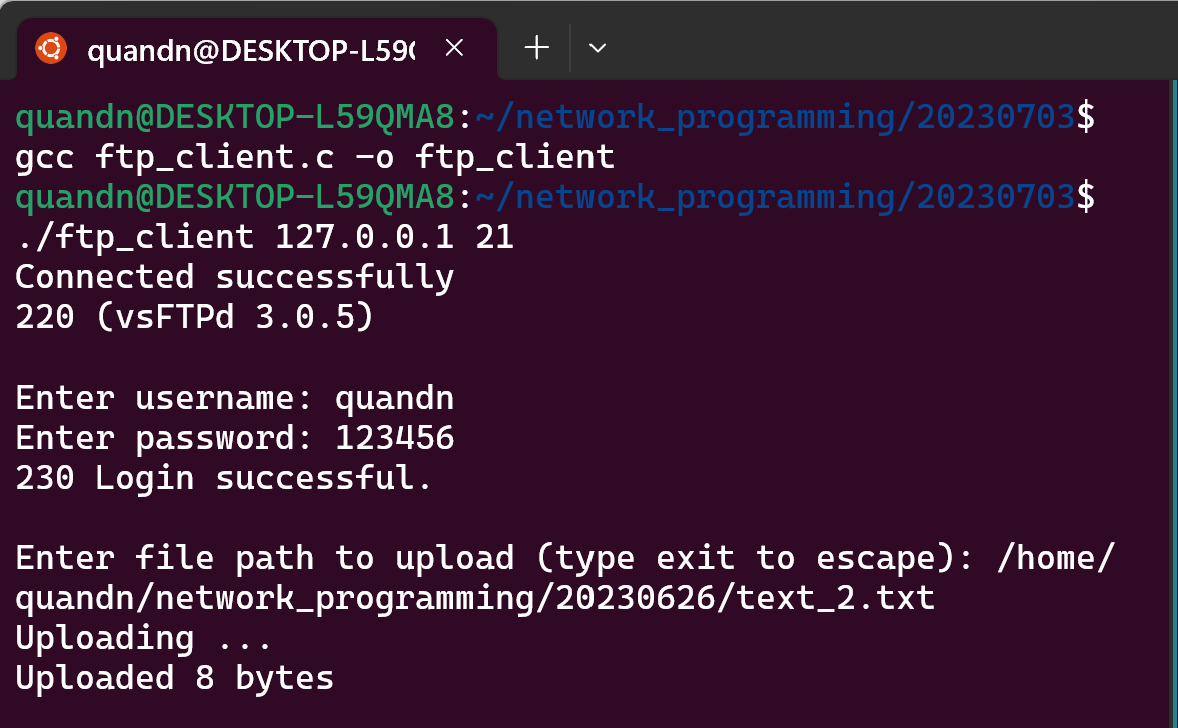 quandn@DESKTOP-L59
quandn@DESKTOP-L59QMA8:~/network_programming/20230703$
gcc ftp_client.c -o ftp_client
quandn@DESKTOP-L59QMA8:~/network_programming/20230703$
./ftp_client 127.0.0.1 21
Connected successfully
220 (vsFTPd 3.0.5)
Enter username: quandn
Enter password: 123456
230 Login successful.
Enter file path to upload (type exit to escape): /home/
quandn/network_programming/20230626/text_2.txt
Uploading ...
Uploaded 8 bytes